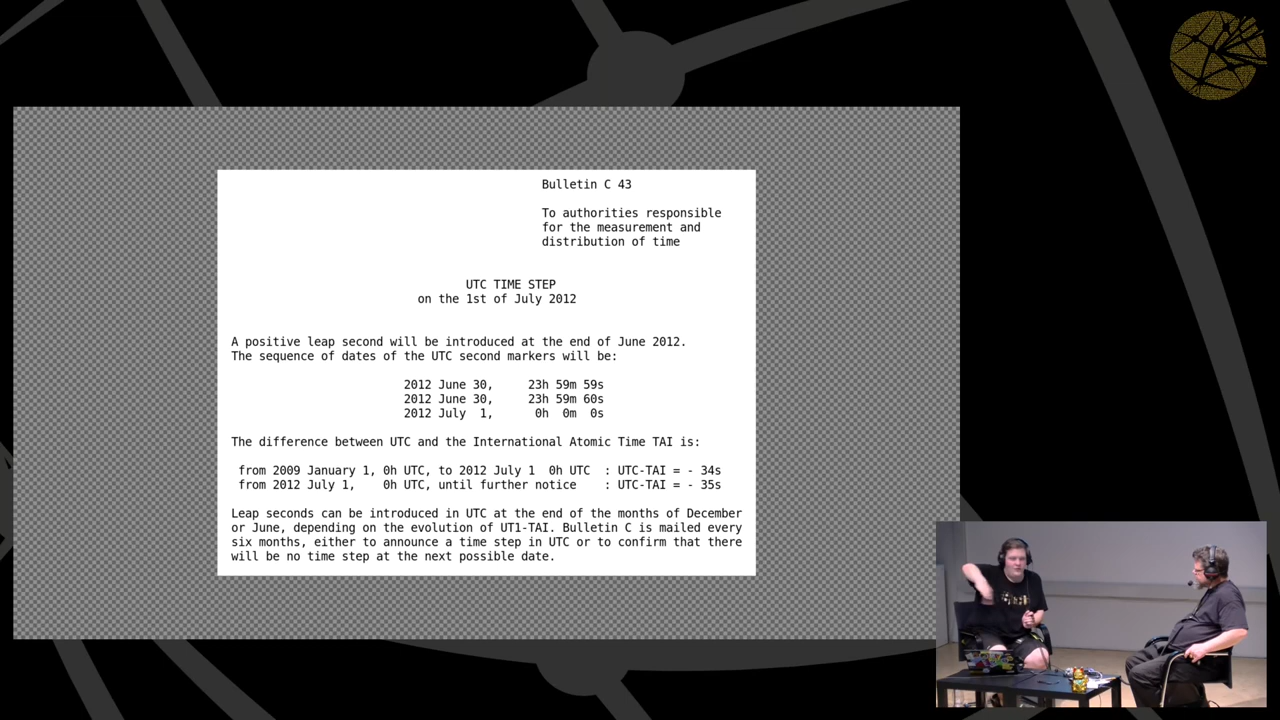 Bulletin C 43
To authorities responsible
for the measurement and
distribution of time
UTC TIME STEP
on the 1st of July 2012
A positive leap second will be introduced at the end of June 2012.
The sequence of dates of the UTC second markers will be:
2012 June 30, 23h 59m 59s
2012 June 30, 23h 59m 60s
2012 July 1, 0h 0m 0s
The difference between UTC and the International Atomic Time TAI is:
from 2009 January 1, 0h UTC, to 2012 July 1 0h UTC : UTC-TAI = - 34s
from 2012 July 1, 0h UTC, until further notice : UTC-TAI = - 35s
Leap seconds can be introduced in UTC at the end of the months of December
or June, depending on the evolution of UT1-TAI. Bulletin C is mailed every
six months, either to announce a time step in UTC or to confirm that there
will be no time step at the next possible date.